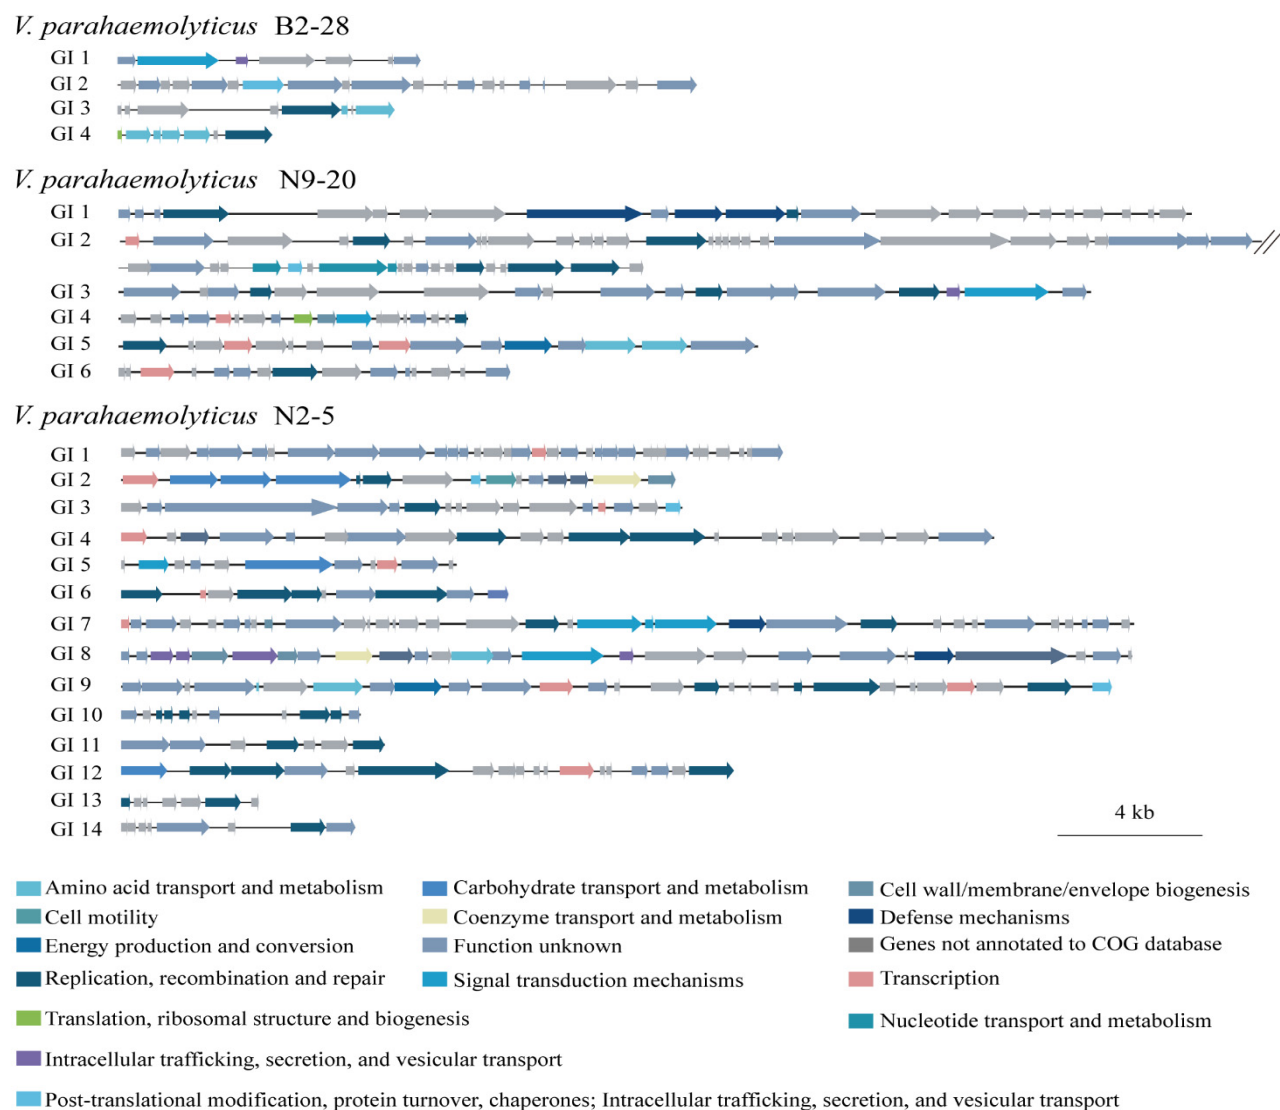 V. parahaemolyticus B2-28
GI 1
GI 2
GI 3
GI 4
V. parahaemolyticus N9-20
GI 1
GI 2
GI 3
GI 4
GI 5
GI 6
V. parahaemolyticus N2-5
GI 1
GI 2
GI 3
GI 4
GI 5
GI 6
GI 7
GI 8
GI 9
GI 10
GI 11
GI 12
GI 13
GI 14
4 kb
Amino acid transport and metabolism
Carbohydrate transport and metabolism
Cell wall/membrane/envelope biogenesis
Cell motility
Coenzyme transport and metabolism
Defense mechanisms
Energy production and conversion
Function unknown
Genes not annotated to COG database
Replication, recombination and repair
Signal transduction mechanisms
Transcription
Translation, ribosomal structure and biogenesis
Nucleotide transport and metabolism
Intracellular trafficking, secretion, and vesicular transport
Post-translational modification, protein turnover, chaperones; Intracellular trafficking, secretion, and vesicular transport